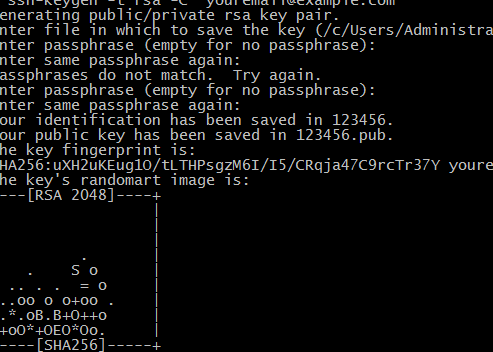 ssh-keygen -t rsa -C "youremail@example.com
enerating public/private rsa key pair.
nter file in which to save the key (/c/Users/Administra
nter passphrase (empty for no passphrase):
nter same passphrase again:
assphrases do not match.  Try again.
nter passphrase (empty for no passphrase):
nter same passphrase again:
our identification has been saved in 123456.
our public key has been saved in 123456.pub.
he key fingerprint is:
HA256:uXH2uKEug1O/tLTHPsgzM6I/I5/CRqja47C9rcTr37Y youre
he key's randomart image is:
---[RSA 2048]----+
                 |
                 |
                 |
         .       |
   .    S o      |
 .. . .  = o     |
..oo o o+oo .    |
.*.oB.B+O++o     |
+oO*+OEO*Oo.     |
----[SHA256]-----+